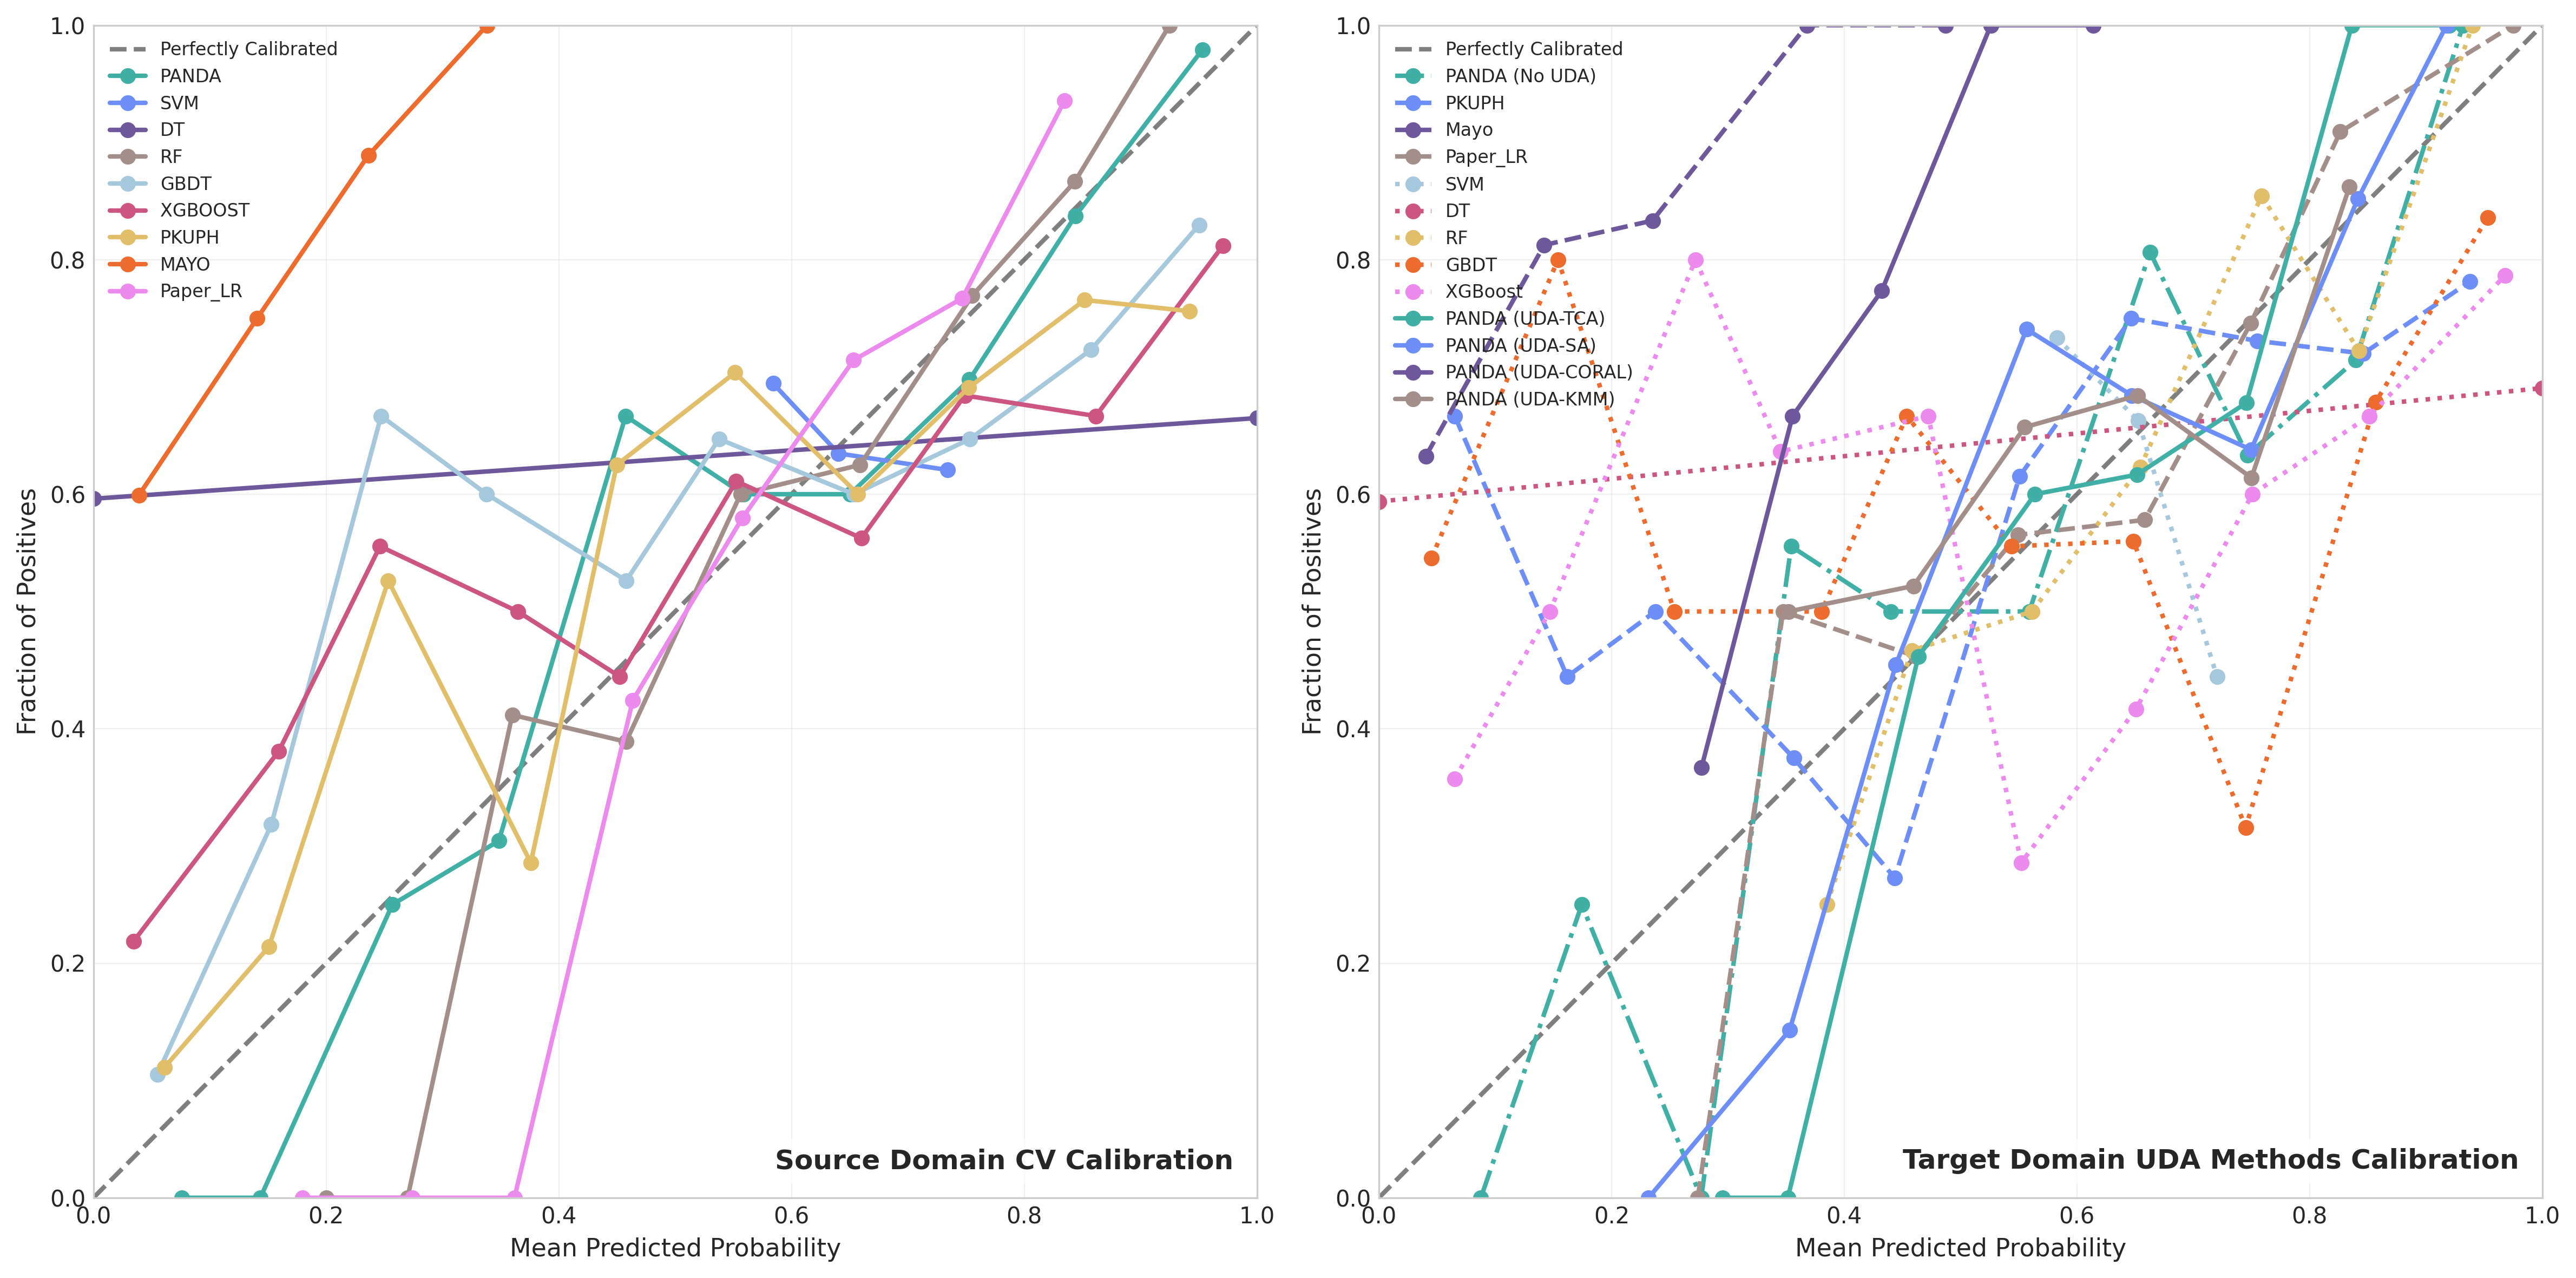 1.0
0.8
0.6
0.4
0.2
0.0
Fraction of Positives
Perfectly Calibrated
PANDA
SVM
DT
RF
GBDT
XGBOOST
PKUPH
MAYO
Paper_LR
Source Domain CV Calibration
0.0 0.2 0.4 0.6 0.8 1.0
Mean Predicted Probability
1.0
0.8
0.6
0.4
0.2
0.0
Fraction of Positives
Perfectly Calibrated
PANDA (No UDA)
PKUPH
Mayo
Paper_LR
SVM
DT
RF
GBDT
XGBoost
PANDA (UDA-TCA)
PANDA (UDA-SA)
PANDA (UDA-CORAL)
PANDA (UDA-KMM)
Target Domain UDA Methods Calibration
0.0 0.2 0.4 0.6 0.8 1.0
Mean Predicted Probability